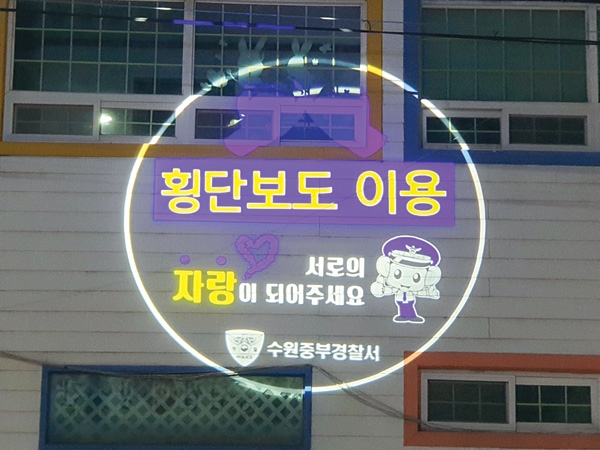 횡단보도 이용
서로의
자랑이 되어주세요
수원중부경찰서